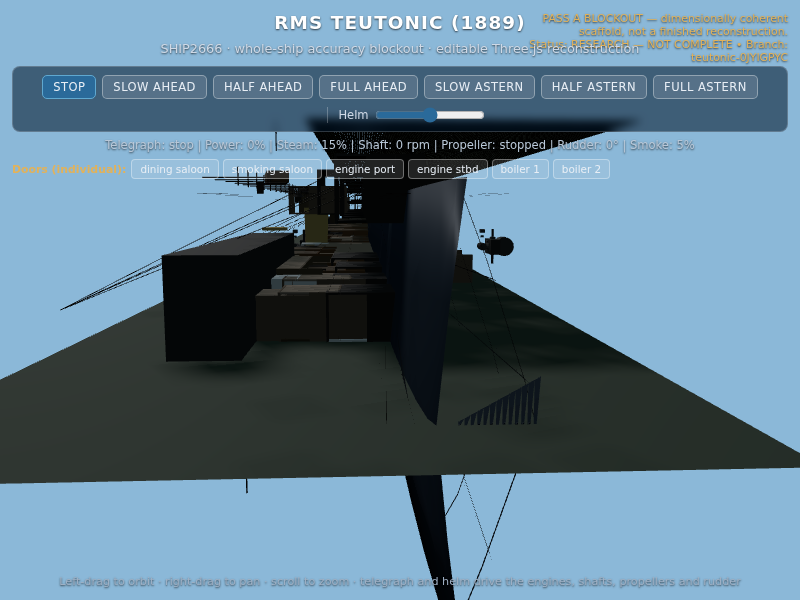 RMS TEUTONIC (1889)
SHIP2666 · whole-ship accuracy blockout · editable Three.js reconstruction
PASS A BLOCKOUT — dimensionally coherent
scaffold, not a finished reconstruction.
Status: RESEARCH — NOT COMPLETE • Branch:
STOP
SLOW AHEAD
HALF AHEAD
FULL AHEAD
SLOW ASTERN
HALF ASTERN
FULL ASTERN
Helm
Telegraph: stop | Power: 0% | Steam: 15% | Shaft: 0 rpm | Propeller: stopped | Rudder: 0° | Smoke: 5%
Doors (individual):
dining saloon
smoking saloon
engine port
engine stbd
boiler 1
boiler 2
Left-drag to orbit · right-drag to pan · scroll to zoom · telegraph and helm drive the engines, shafts, propellers and rudder